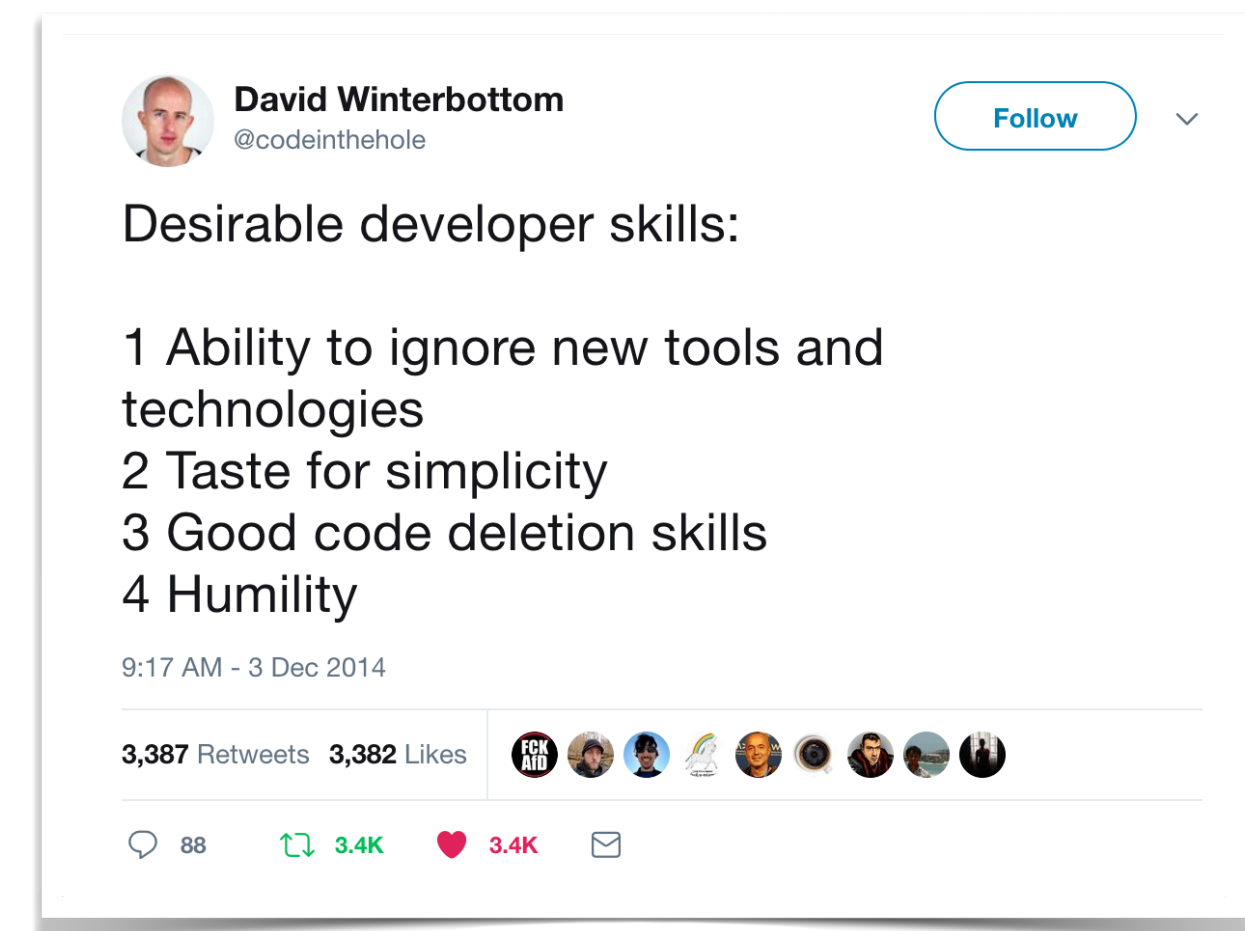 David Winterbottom
@codeinthehole
Follow
Desirable developer skills:
1 Ability to ignore new tools and
technologies
2 Taste for simplicity
3 Good code deletion skills
4 Humility
9:17 AM - 3 Dec 2014
3,387 Retweets 3,382 Likes
FCK
AfD
88 3.4K 3.4K